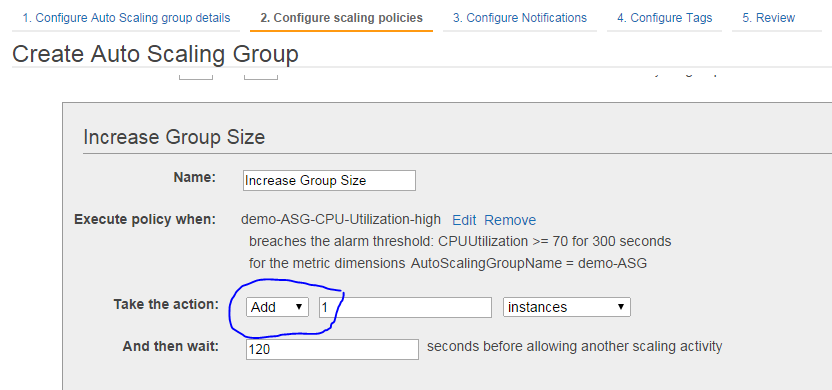 1. Configure Auto Scaling group details 2. Configure scaling policies 3. Configure Notifications 4. Configure Tags 5. Review
Create Auto Scaling Group
Increase Group Size
Name: Increase Group Size
Execute policy when: demo-ASG-CPU-Utilization-high Edit Remove
breaches the alarm threshold: CPUUtilization >= 70 for 300 seconds
for the metric dimensions AutoScalingGroupName = demo-ASG
Take the action: Add 1 instances
And then wait: 120 seconds before allowing another scaling activity